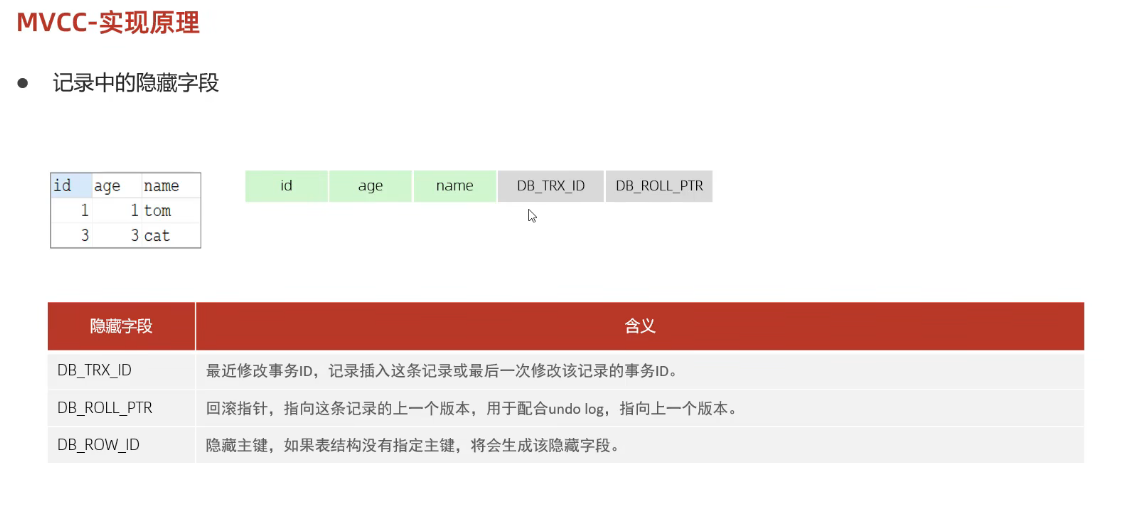 MVCC-实现原理
● 记录中的隐藏字段
id age name
1 1 tom
3 3 cat
id age name DB_TRX_ID DB_ROLL_PTR
隐藏字段 含义
DB_TRX_ID 最近修改事务ID，记录插入这条记录或最后一次修改该记录的事务ID。
DB_ROLL_PTR 回滚指针，指向这条记录的上一个版本，用于配合undo log，指向上一个版本。
DB_ROW_ID 隐藏主键，如果表结构没有指定主键，将会生成该隐藏字段。